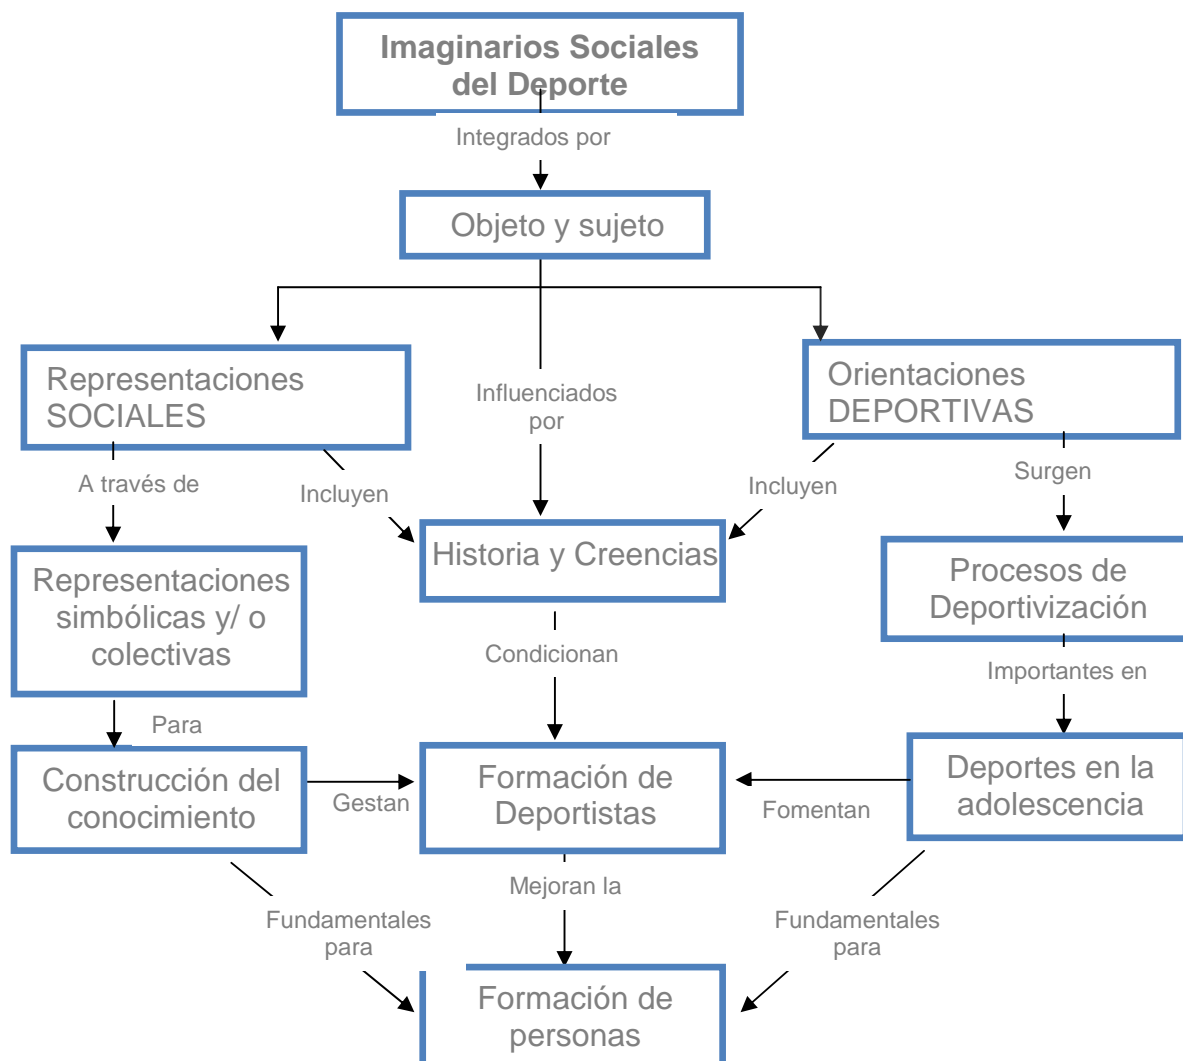 Imaginarios Sociales
del Deporte
Integrados por
Objeto y sujeto
Representaciones
SOCIALES
Influenciados
por
Orientaciones
DEPORTIVAS
A través de
Incluyen
Incluyen
Surgen
Representaciones
simbólicas y/ o
colectivas
Historia y Creencias
Procesos de
Deportivización
Condicionan
Importantes en
Para
Construcción del
conocimiento
Gestan
Formación de
Deportistas
Fomentan
Deportes en la
adolescencia
Mejoran la
Fundamentales
para
Fundamentales
para
Formación de
personas